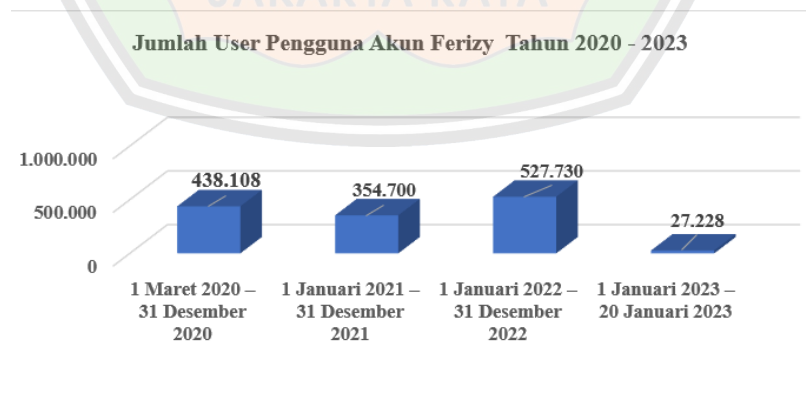 JAKARTA RAYA
Jumlah User Pengguna Akun Ferizy Tahun 2020 - 2023
1.000.000
500.000
0
438.108
354.700
527.730
27.228
1 Maret 2020 –
31 Desember
2020
1 Januari 2021 –
31 Desember
2021
1 Januari 2022 –
31 Desember
2022
1 Januari 2023 –
20 Januari 2023